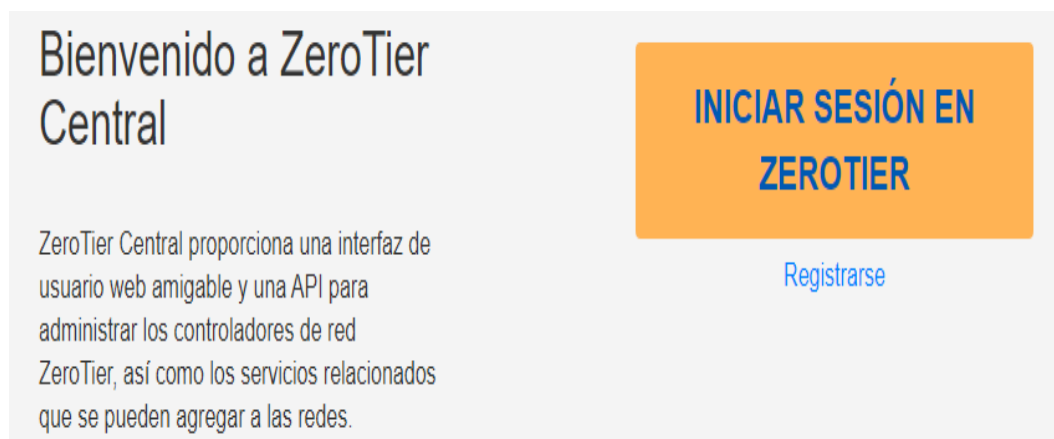 Bienvenido a ZeroTier
Central
ZeroTier Central proporciona una interfaz de
usuario web amigable y una API para
administrar los controladores de red
ZeroTier, así como los servicios relacionados
que se pueden agregar a las redes.
INICIAR SESIÓN EN
ZEROTIER
Registrarse